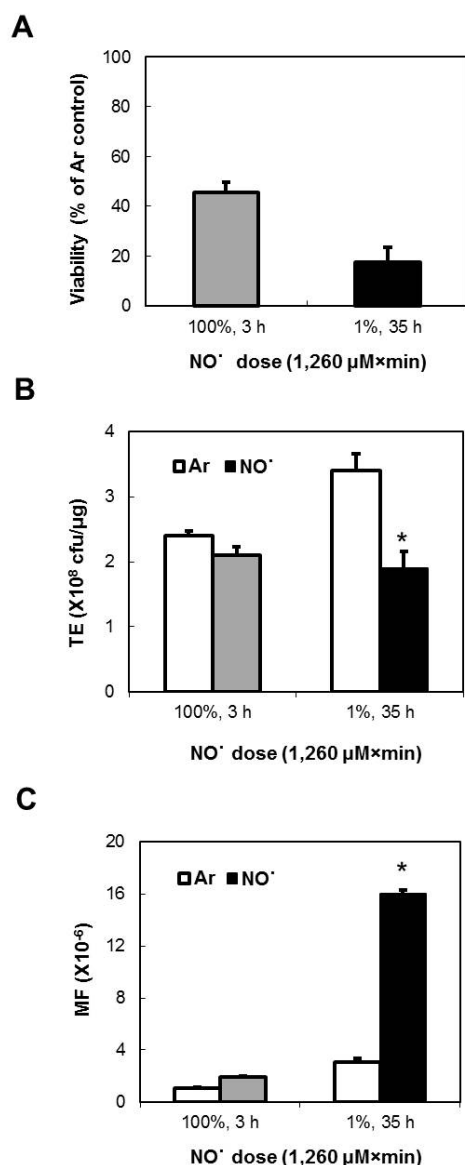 A
Viability (% of Ar control)
100
80
60
40
20
0
100%, 3 h 1%, 35 h
NO˙ dose (1,260 µM×min)
B
TE (X10⁸ cfu/µg)
4
3
2
1
0
Ar NO˙
*
100%, 3 h 1%, 35 h
NO˙ dose (1,260 µM×min)
C
MF (X10⁻⁶)
20
16
12
8
4
0
Ar NO˙
*
100%, 3 h 1%, 35 h
NO˙ dose (1,260 µM×min)